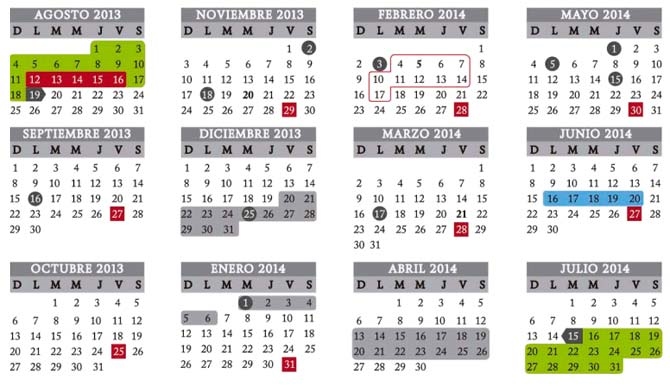 AGOSTO 2013
D L M M J V S
1 2 3
4 5 6 7 8 9 10
11 12 13 14 15 16 17
18 19 20 21 22 23 24
25 26 27 28 29 30 31
SEPTIEMBRE 2013
D L M M J V S
1 2 3 4 5 6 7
8 9 10 11 12 13 14
15 16 17 18 19 20 21
22 23 24 25 26 27 28
29 30
OCTUBRE 2013
D L M M J V S
1 2 3 4 5
6 7 8 9 10 11 12
13 14 15 16 17 18 19
20 21 22 23 24 25 26
27 28 29 30 31
NOVIEMBRE 2013
D L M M J V S
1 2
3 4 5 6 7 8 9
10 11 12 13 14 15 16
17 18 19 20 21 22 23
24 25 26 27 28 29 30
DICIEMBRE 2013
D L M M J V S
1 2 3 4 5 6 7
8 9 10 11 12 13 14
15 16 17 18 19 20 21
22 23 24 25 26 27 28
29 30 31
ENERO 2014
D L M M J V S
1 2 3 4
5 6 7 8 9 10 11
12 13 14 15 16 17 18
19 20 21 22 23 24 25
26 27 28 29 30 31
FEBRERO 2014
D L M M J V S
1
2 3 4 5 6 7 8
9 10 11 12 13 14 15
16 17 18 19 20 21 22
23 24 25 26 27 28
MARZO 2014
D L M M J V S
1
2 3 4 5 6 7 8
9 10 11 12 13 14 15
16 17 18 19 20 21 22
23 24 25 26 27 28 29
30 31
ABRIL 2014
D L M M J V S
1 2 3 4 5
6 7 8 9 10 11 12
13 14 15 16 17 18 19
20 21 22 23 24 25 26
27 28 29 30
MAYO 2014
D L M M J V S
1 2 3
4 5 6 7 8 9 10
11 12 13 14 15 16 17
18 19 20 21 22 23 24
25 26 27 28 29 30 31
JUNIO 2014
D L M M J V S
1 2 3 4 5 6 7
8 9 10 11 12 13 14
15 16 17 18 19 20 21
22 23 24 25 26 27 28
29 30
JULIO 2014
D L M M J V S
1 2 3 4 5
6 7 8 9 10 11 12
13 14 15 16 17 18 19
20 21 22 23 24 25 26
27 28 29 30 31